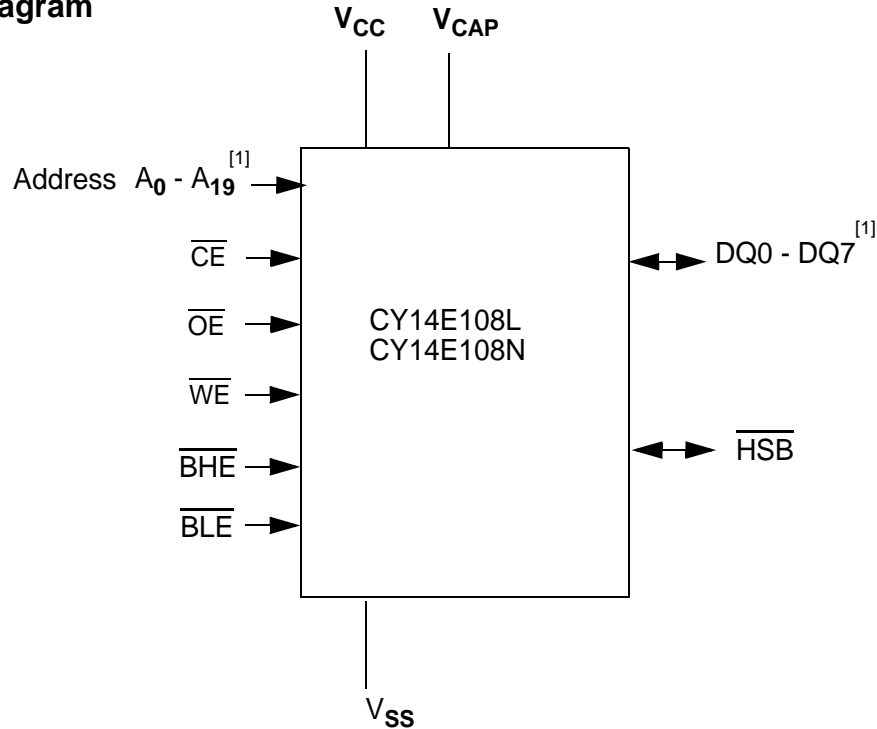 agram
VCC VCAP
Address A0 - A19[1]
CE
DQ0 - DQ7[1]
OE
CY14E108L
CY14E108N
WE
HSB
BHE
BLE
VSS